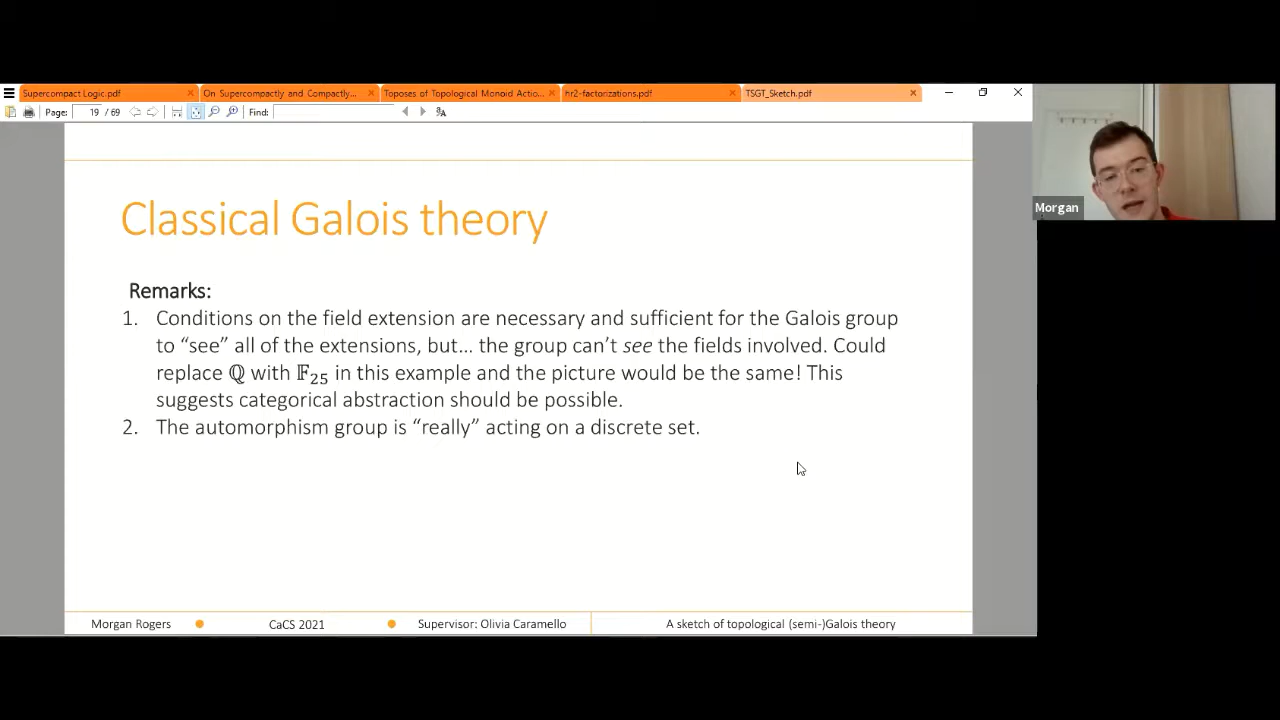 Supercompact Logic.pdf
On Supercompactly and Compactly...
Toposes of Topological Monoid Actio...
hr2-factorizations.pdf
TSGT_Sketch.pdf
Page: 19 / 69 Find:
Morgan
Classical Galois theory
Remarks:
1. Conditions on the field extension are necessary and sufficient for the Galois group
to “see” all of the extensions, but... the group can’t see the fields involved. Could
replace ℚ with 𝔽₂₅ in this example and the picture would be the same! This
suggests categorical abstraction should be possible.
2. The automorphism group is “really” acting on a discrete set.
Morgan Rogers CaCS 2021 Supervisor: Olivia Caramello A sketch of topological (semi-)Galois theory